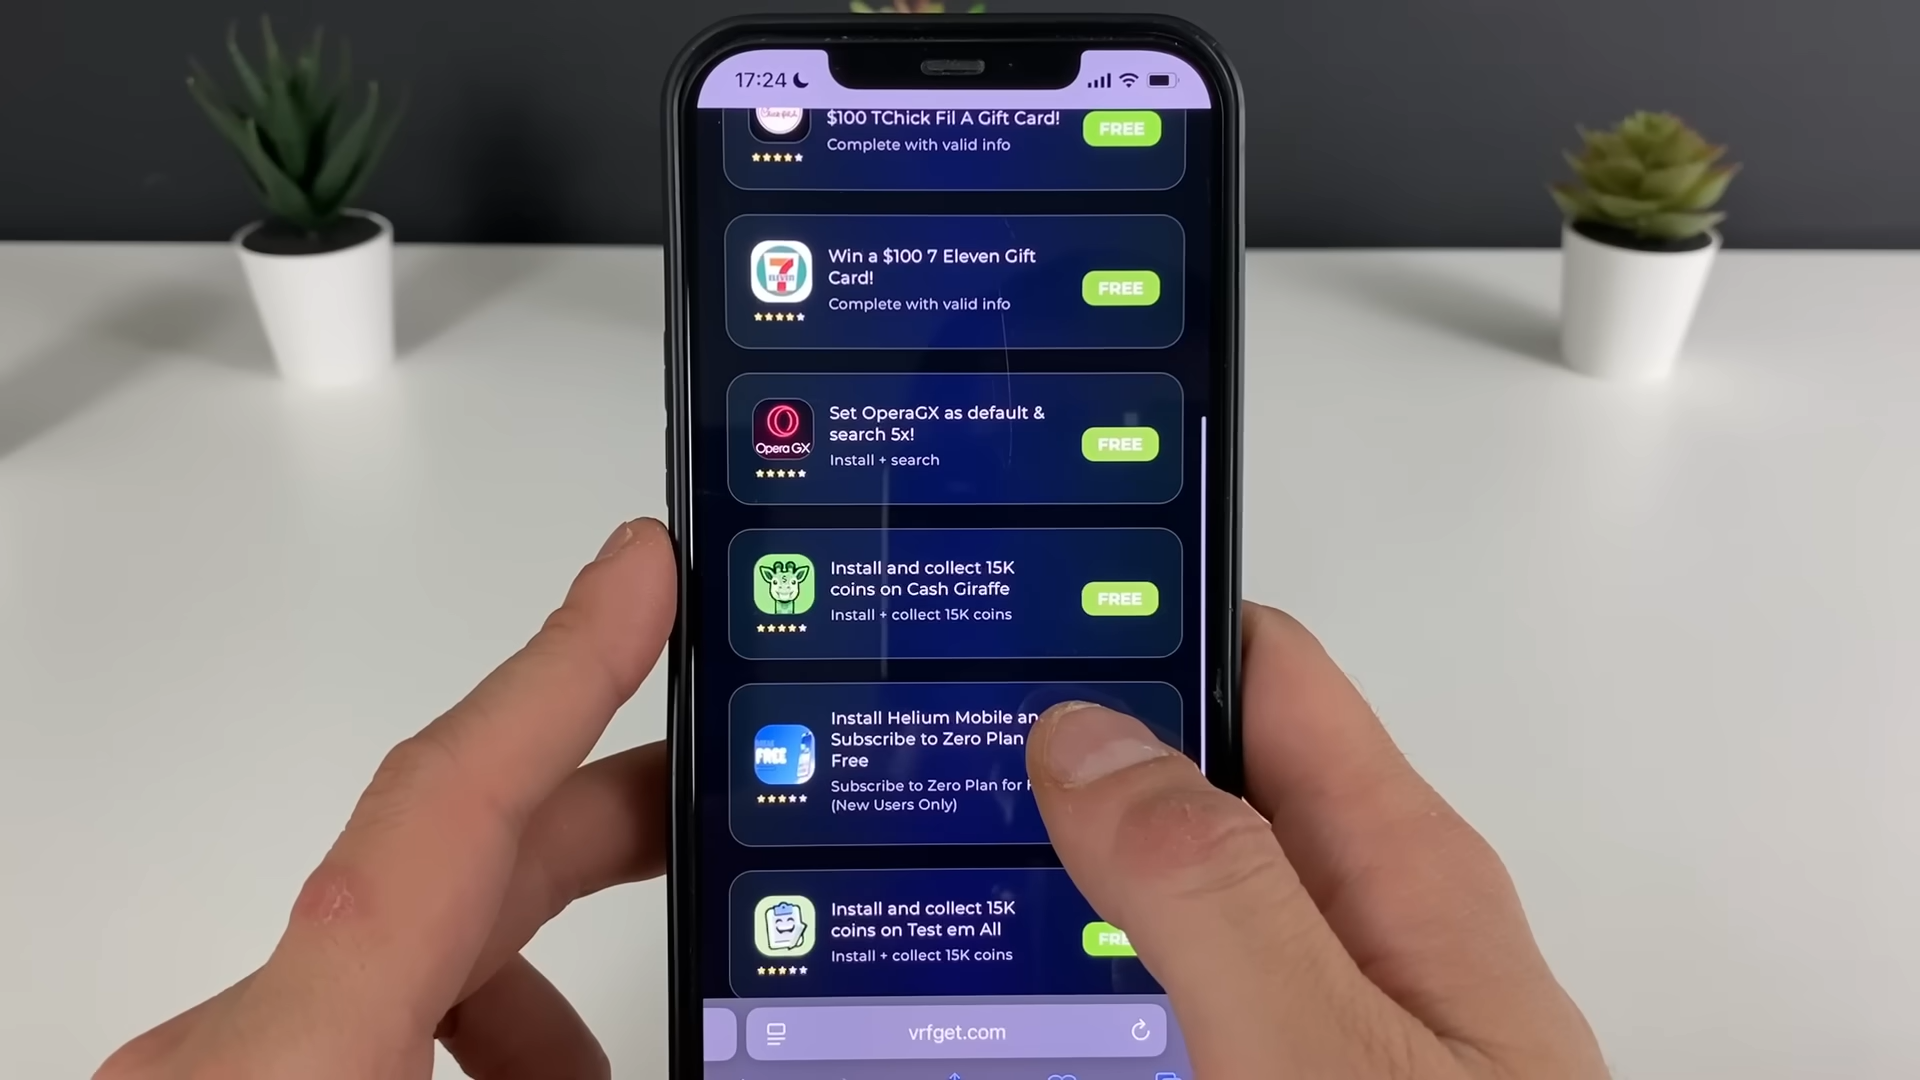 17:24
$100 TChick Fil A Gift Card!
Complete with valid info
FREE
Win a $100 7 Eleven Gift
Card!
Complete with valid info
FREE
7
ELEVEN
Set OperaGX as default &
search 5x!
Install + search
FREE
Opera GX
Install and collect 15K
coins on Cash Giraffe
Install + collect 15K coins
FREE
Install Helium Mobile an
Subscribe to Zero Plan
Free
Subscribe to Zero Plan for
(New Users Only)
FREE
Install and collect 15K
coins on Test em All
Install + collect 15K coins
FRE
vrfget.com